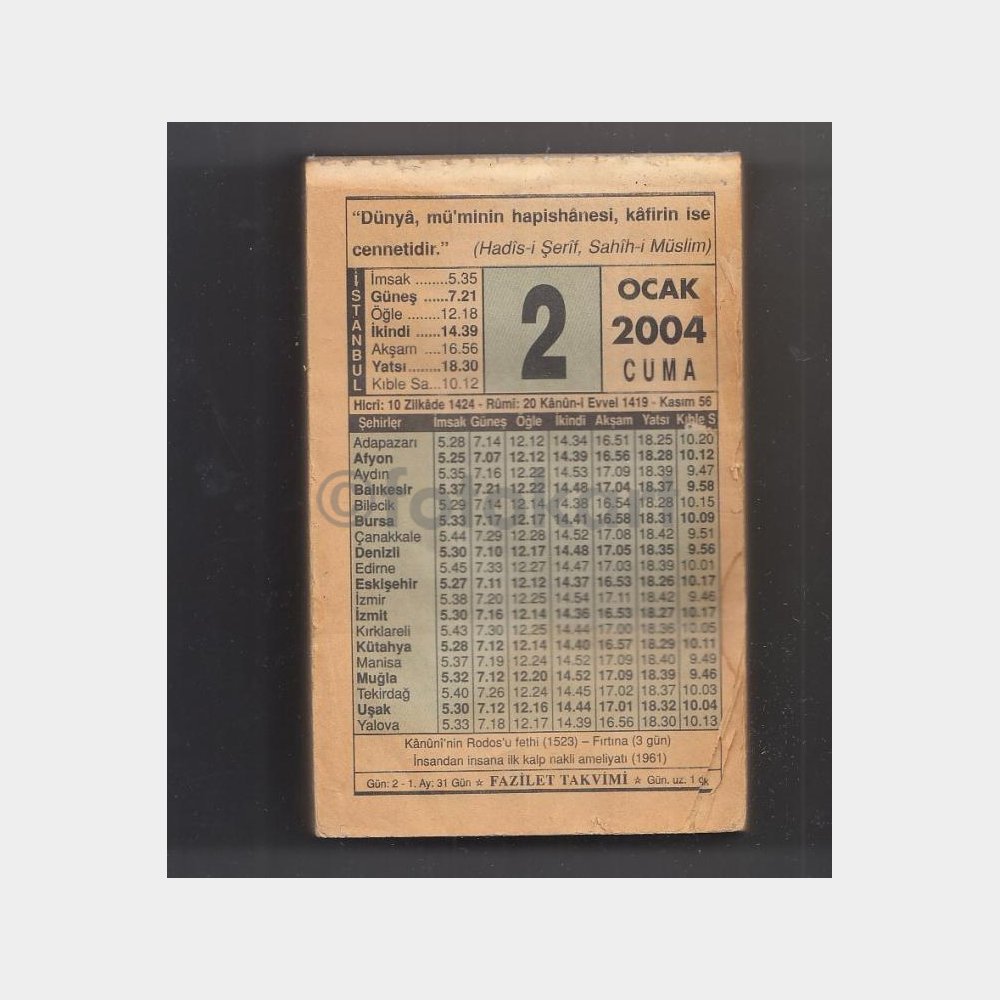 “Dünyâ, mü'minin hapishânesi, kâfirin ise
cennetidir.” (Hadîs-i Şerîf, Sahîh-i Müslim)
İSTANBUL
İmsak ........5.35
Güneş ......7.21
Öğle ........12.18
İkindi ......14.39
Akşam ....16.56
Yatsı........18.30
Kıble Sa...10.12
2
OCAK
2004
CUMA
Hicrî: 10 Zilkâde 1424 - Rûmî: 20 Kânûn-i Evvel 1419 - Kasım 56
Şehirler İmsak Güneş Öğle İkindi Akşam Yatsı Kıble S
Adapazarı 5.28 7.14 12.12 14.34 16.51 18.25 10.20
Afyon 5.25 7.07 12.12 14.39 16.56 18.28 10.12
Aydın 5.35 7.16 12.22 14.53 17.09 18.39 9.47
Balıkesir 5.37 7.21 12.22 14.48 17.04 18.37 9.58
Bilecik 5.29 7.14 12.14 14.38 16.54 18.28 10.15
Bursa 5.33 7.17 12.17 14.41 16.58 18.31 10.09
Çanakkale 5.44 7.29 12.28 14.52 17.08 18.42 9.51
Denizli 5.30 7.10 12.17 14.48 17.05 18.35 9.56
Edirne 5.45 7.33 12.27 14.47 17.03 18.39 10.01
Eskişehir 5.27 7.11 12.12 14.37 16.53 18.26 10.17
İzmir 5.38 7.20 12.25 14.54 17.11 18.42 9.46
İzmit 5.30 7.16 12.14 14.36 16.53 18.27 10.17
Kırklareli 5.43 7.30 12.25 14.44 17.00 18.36 10.05
Kütahya 5.28 7.12 12.14 14.40 16.57 18.29 10.11
Manisa 5.37 7.19 12.24 14.52 17.09 18.40 9.49
Muğla 5.32 7.12 12.20 14.52 17.09 18.39 9.46
Tekirdağ 5.40 7.26 12.24 14.45 17.02 18.37 10.03
Uşak 5.30 7.12 12.16 14.44 17.01 18.32 10.04
Yalova 5.33 7.18 12.17 14.39 16.56 18.30 10.13
Kânûnî'nin Rodos'u fethi (1523) – Fırtına (3 gün)
İnsandan insana ilk kalp nakli ameliyatı (1961)
Gün: 2 - 1. Ay: 31 Gün ☆ FAZİLET TAKVİMİ ☆ Gün. uz. 1